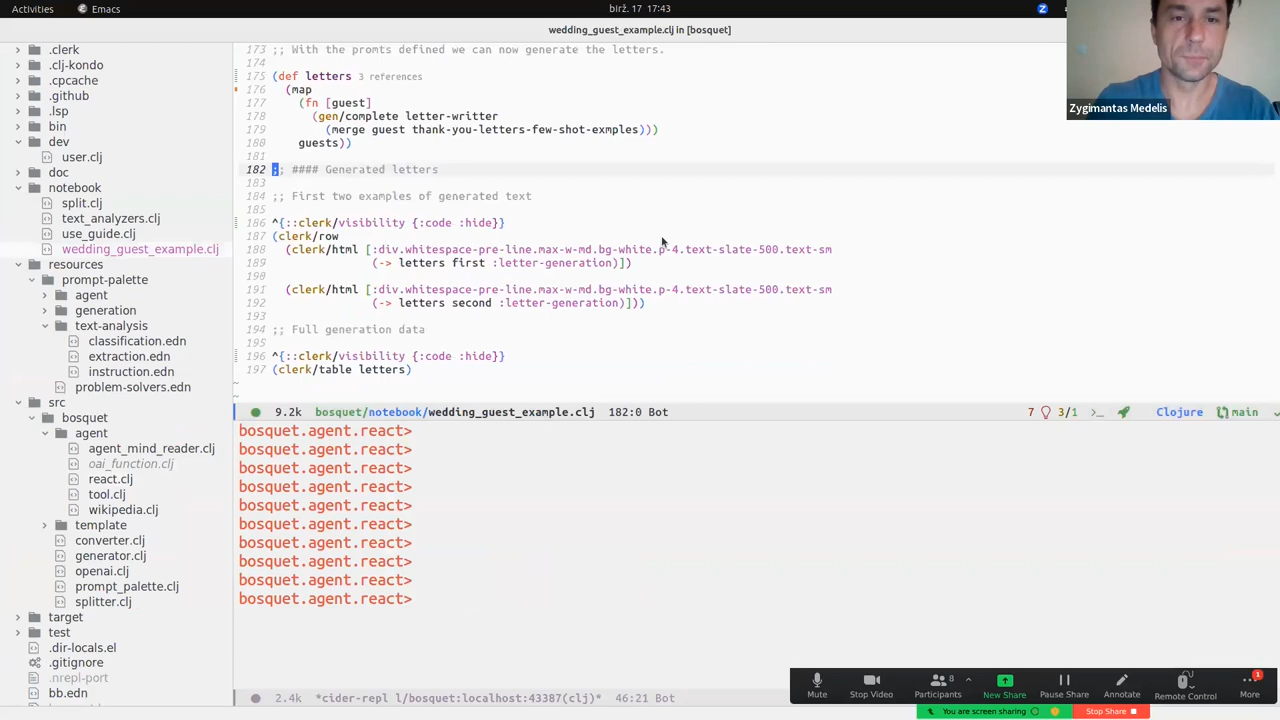 Activities
Emacs
birž. 17 17:43
wedding_guest_example.clj in [bosquet]
Zygimantas Medelis
.clerk
.clj-kondo
.cpcache
.github
.lsp
bin
dev
user.clj
doc
notebook
split.clj
text_analyzers.clj
use_guide.clj
wedding_guest_example.clj
resources
prompt-palette
agent
generation
text-analysis
classification.edn
extraction.edn
instruction.edn
problem-solvers.edn
src
bosquet
agent
agent_mind_reader.clj
oai_function.clj
react.clj
tool.clj
wikipedia.clj
template
converter.clj
generator.clj
openai.clj
prompt_palette.clj
splitter.clj
target
test
.dir-locals.el
.gitignore
.nrepl-port
bb.edn
173 ;; With the promts defined we can now generate the letters.
174
175 (def letters 3 references
176   (map
177     (fn [guest]
178       (gen/complete letter-writter
179         (merge guest thank-you-letters-few-shot-exmples)))
180     guests))
181
182 ;; #### Generated letters
183
184 ;; First two examples of generated text
185
186 ^{::clerk/visibility {:code :hide}}
187 (clerk/row
188   (clerk/html [:div.whitespace-pre-line.max-w-md.bg-white.p-4.text-slate-500.text-sm
189                (-> letters first :letter-generation)])
190
191   (clerk/html [:div.whitespace-pre-line.max-w-md.bg-white.p-4.text-slate-500.text-sm
192                (-> letters second :letter-generation)]))
193
194 ;; Full generation data
195
196 ^{::clerk/visibility {:code :hide}}
197 (clerk/table letters)
~
~
9.2k bosquet/notebook/wedding_guest_example.clj 182:0 Bot
7 3/1 Clojure main
bosquet.agent.react>
bosquet.agent.react>
bosquet.agent.react>
bosquet.agent.react>
bosquet.agent.react>
bosquet.agent.react>
bosquet.agent.react>
bosquet.agent.react>
bosquet.agent.react>
bosquet.agent.react>
2.4k *cider-repl l/bosquet:localhost:43387(clj)* 46:21 Bot
8
1
Mute
Stop Video
Participants
New Share
Pause Share
Annotate
Remote Control
More
You are screen sharing
Stop Share